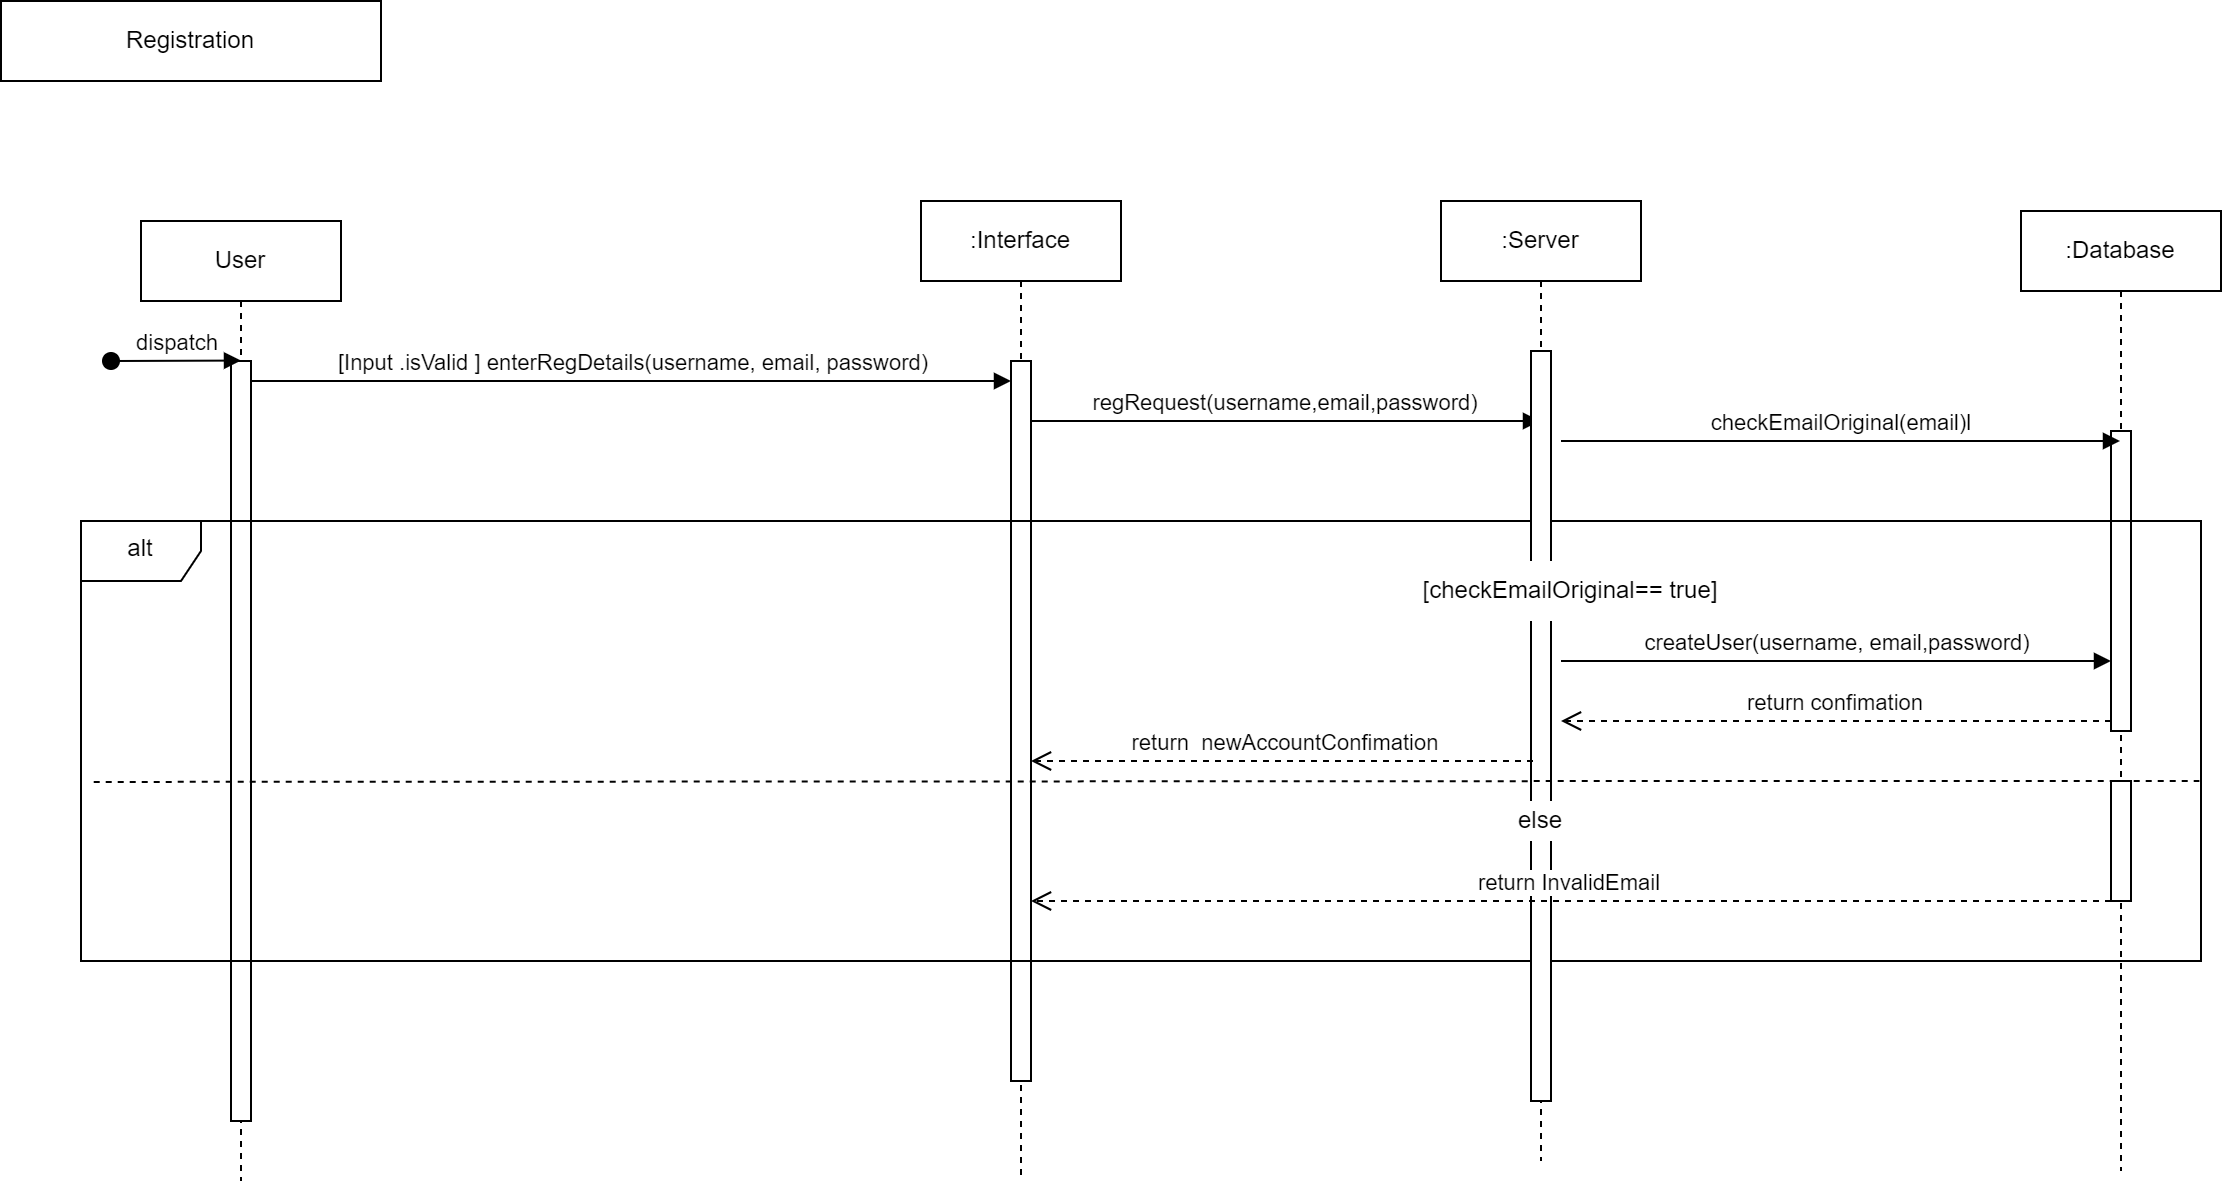 Registration
User
:Interface
:Server
:Database
dispatch
[Input .isValid ] enterRegDetails(username, email, password)
regRequest(username,email,password)
checkEmailOriginal(email)l
alt
[checkEmailOriginal== true]
createUser(username, email,password)
return confimation
return  newAccountConfimation
else
return InvalidEmail